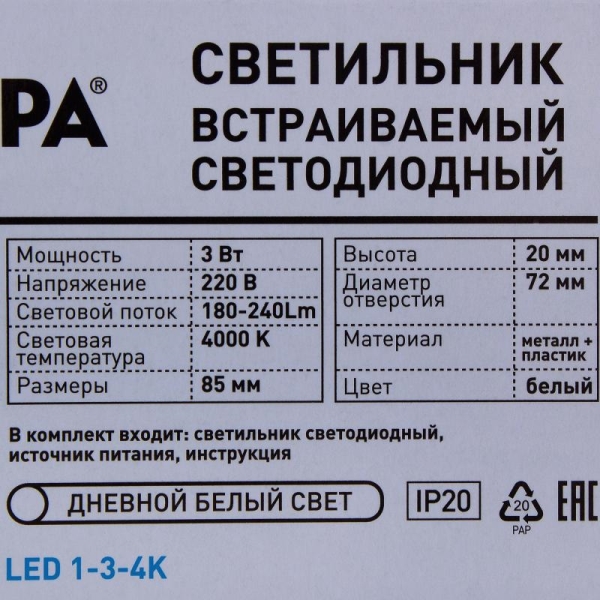 РА®
СВЕТИЛЬНИК
ВСТРАИВАЕМЫЙ
СВЕТОДИОДНЫЙ
Мощность 3 Вт
Напряжение 220 В
Световой поток 180-240Lm
Световая температура 4000 К
Размеры 85 мм
Высота 20 мм
Диаметр отверстия 72 мм
Материал металл + пластик
Цвет белый
В комплект входит: светильник светодиодный,
источник питания, инструкция
ДНЕВНОЙ БЕЛЫЙ СВЕТ
IP20
20
PAP
EAC
LED 1-3-4K